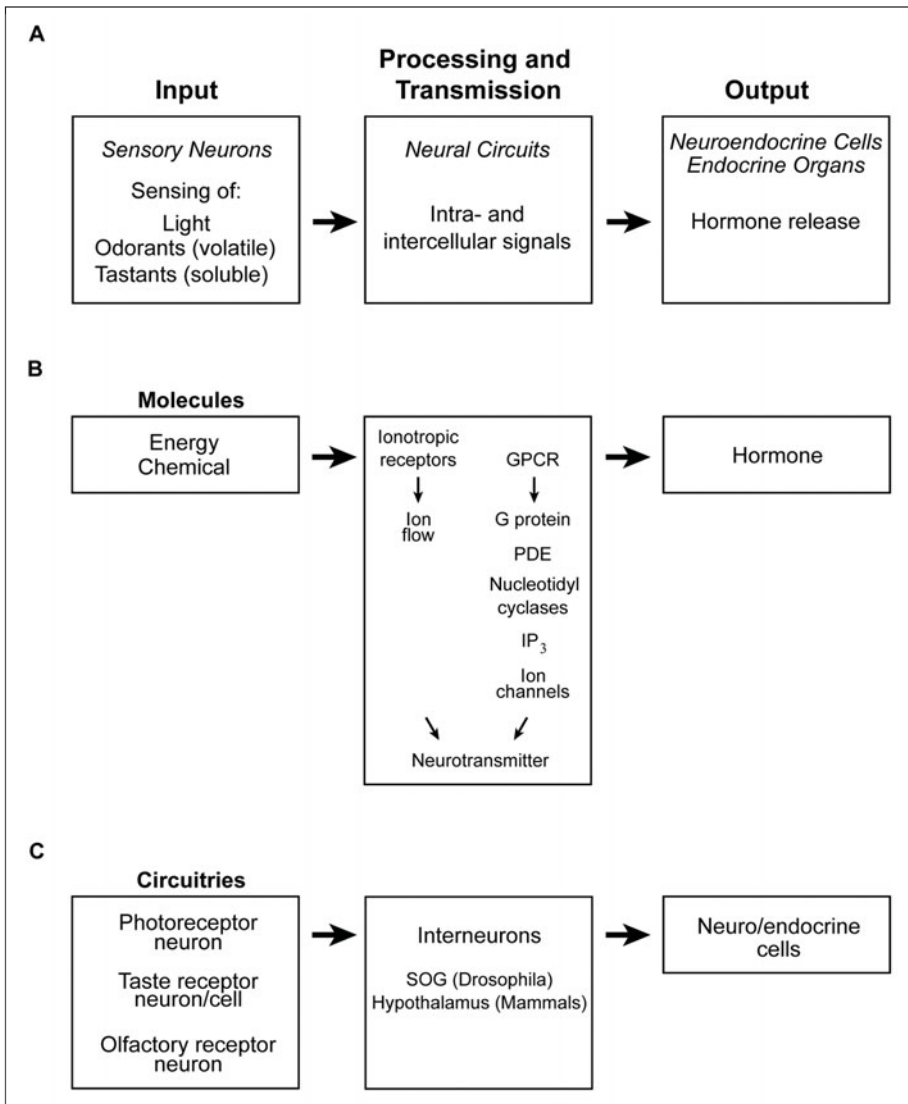 A
Input
Processing and
Transmission
Output
Sensory Neurons
Sensing of:
Light
Odorants (volatile)
Tastants (soluble)
Neural Circuits
Intra- and
intercellular signals
Neuroendocrine Cells
Endocrine Organs
Hormone release
B
Molecules
Energy
Chemical
Ionotropic
receptors
Ion
flow
GPCR
G protein
PDE
Nucleotidyl
cyclases
IP3
Ion
channels
Neurotransmitter
Hormone
C
Circuitries
Photoreceptor
neuron
Taste receptor
neuron/cell
Olfactory receptor
neuron
Interneurons
SOG (Drosophila)
Hypothalamus (Mammals)
Neuro/endocrine
cells